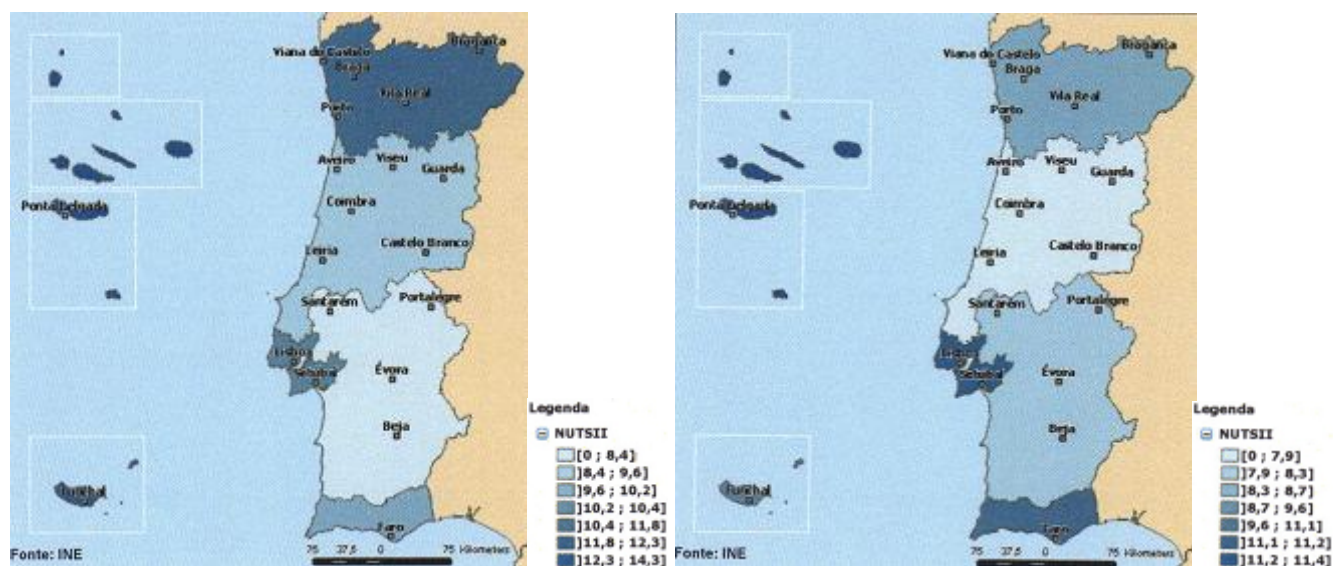 Bragança
Viana do Castelo
Braga
Vila Real
Porto
Aveiro
Viseu
Guarda
Ponta Delgada
Coimbra
Castelo Branco
Leiria
Santarém
Portalegre
Lisboa
Setubal
Évora
Beja
Funchal
Faro
Fonte: INE
75 37,5 0 75 Kilometers
Legenda
NUTSII
[0 ; 8,4]
]8,4 ; 9,6]
]9,6 ; 10,2]
]10,2 ; 10,4]
]10,4 ; 11,8]
]11,8 ; 12,3]
]12,3 ; 14,3]
Bragança
Viana do Castelo
Braga
Vila Real
Porto
Aveiro
Viseu
Guarda
Ponta Delgada
Coimbra
Castelo Branco
Leiria
Santarém
Portalegre
Lisboa
Setubal
Évora
Beja
Funchal
Faro
Fonte: INE
75 37,5 0 75 Kilometers
Legenda
NUTSII
[0 ; 7,9]
]7,9 ; 8,3]
]8,3 ; 8,7]
]8,7 ; 9,6]
]9,6 ; 11,1]
]11,1 ; 11,2]
]11,2 ; 11,4]